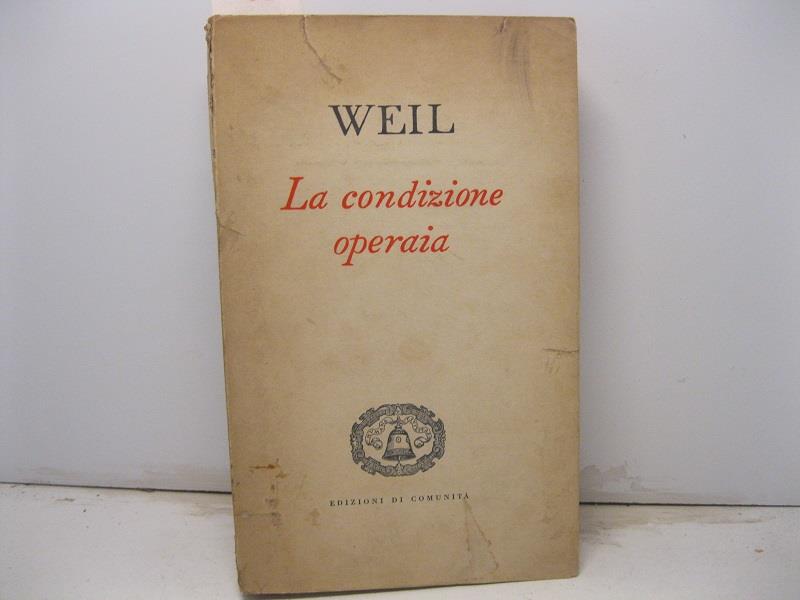 WEIL
La condizione
operaia
EDIZIONI DI COMUNITÀ